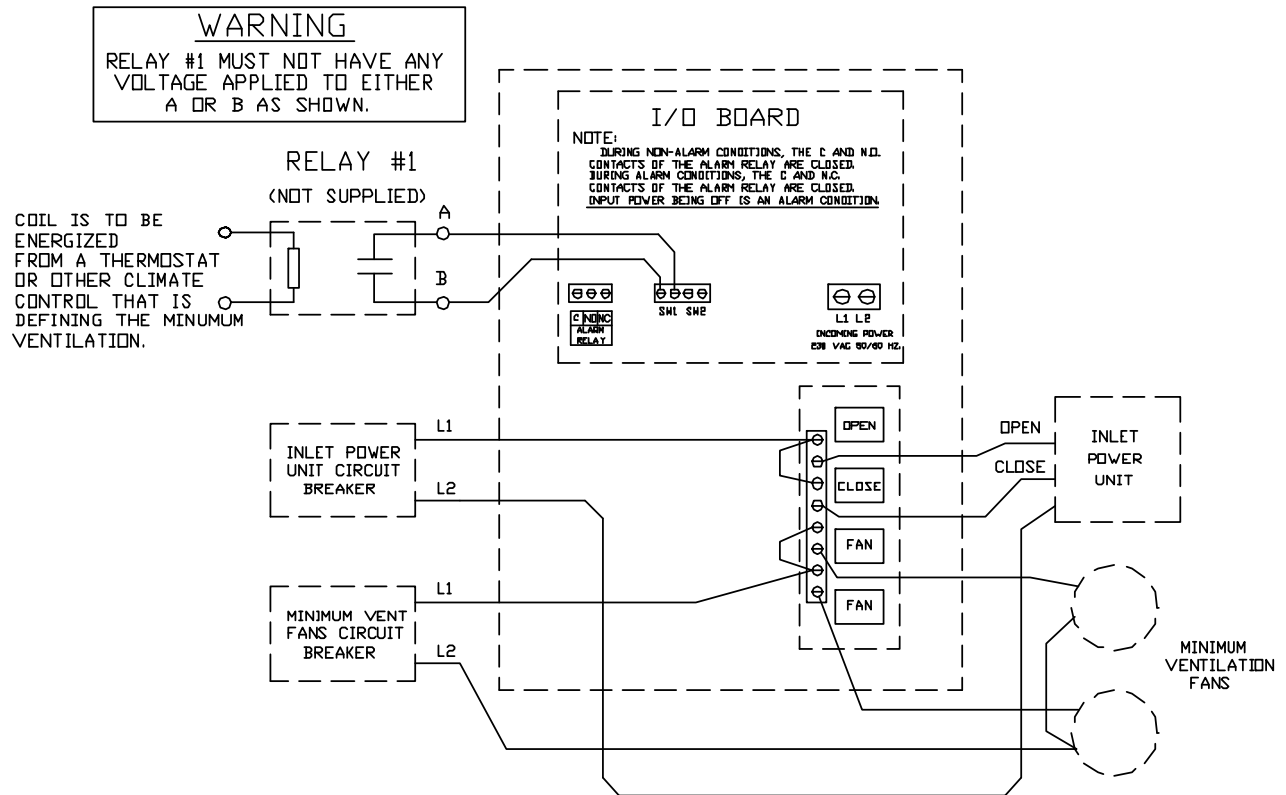 WARNING
RELAY #1 MUST NOT HAVE ANY
VOLTAGE APPLIED TO EITHER
A OR B AS SHOWN.
I/O BOARD
NOTE:
DURING NON-ALARM CONDITIONS, THE C AND N.O.
CONTACTS OF THE ALARM RELAY ARE CLOSED.
DURING ALARM CONDITIONS, THE C AND N.C.
CONTACTS OF THE ALARM RELAY ARE CLOSED.
INPUT POWER BEING OFF IS AN ALARM CONDITION.
RELAY #1
(NOT SUPPLIED)
A
B
COIL IS TO BE
ENERGIZED
FROM A THERMOSTAT
OR OTHER CLIMATE
CONTROL THAT IS
DEFINING THE MINUMUM
VENTILATION.
C NO NC
ALARM
RELAY
SW1 SW2
L1 L2
INCOMING POWER
230 VAC 50/60 HZ.
INLET POWER
UNIT CIRCUIT
BREAKER
L1
L2
OPEN
CLOSE
FAN
FAN
OPEN
CLOSE
INLET
POWER
UNIT
MINIMUM VENT
FANS CIRCUIT
BREAKER
L1
L2
MINIMUM
VENTILATION
FANS